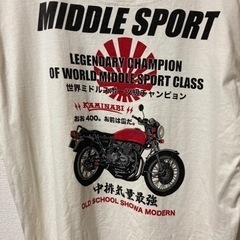 MIDDLE SPORT
LEGENDARY CHAMPION
OF WORLD MIDDLE SPORT CLASS
世界ミドルスポーツ級チャンピョン
KAMINARI
おお400。お前は雷だ。
中排気量最強
OLD SCHOOL SHOWA MODERN